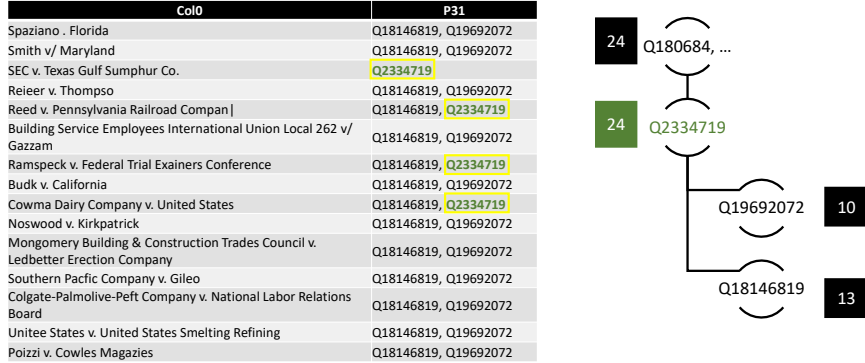 Col0 P31
Spaziano . Florida Q18146819, Q19692072
Smith v/ Maryland Q18146819, Q19692072
SEC v. Texas Gulf Sumphur Co. Q2334719
Reieer v. Thompso Q18146819, Q19692072
Reed v. Pennsylvania Railroad Compan| Q18146819, Q2334719
Building Service Employees International Union Local 262 v/
Gazzam Q18146819, Q19692072
Ramspeck v. Federal Trial Exainers Conference Q18146819, Q2334719
Budk v. California Q18146819, Q19692072
Cowma Dairy Company v. United States Q18146819, Q2334719
Noswood v. Kirkpatrick Q18146819, Q19692072
Mongomery Building & Construction Trades Council v.
Ledbetter Erection Company Q18146819, Q19692072
Southern Pacfic Company v. Gileo Q18146819, Q19692072
Colgate-Palmolive-Peft Company v. National Labor Relations
Board Q18146819, Q19692072
Unitee States v. United States Smelting Refining Q18146819, Q19692072
Poizzi v. Cowles Magazies Q18146819, Q19692072
24 Q180684, ...
24 Q2334719
Q19692072 10
Q18146819 13